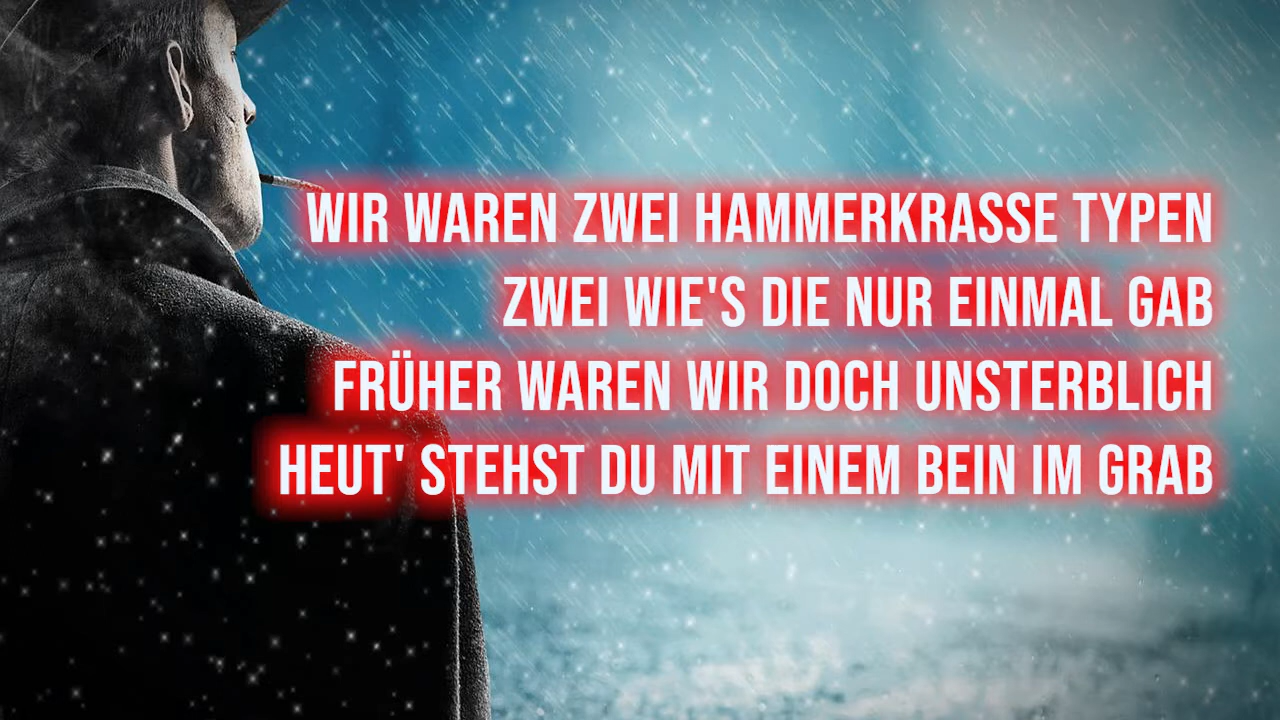 WIR WAREN ZWEI HAMMERKRASSE TYPEN
ZWEI WIE'S DIE NUR EINMAL GAB
FRÜHER WAREN WIR DOCH UNSTERBLICH
HEUT' STEHST DU MIT EINEM BEIN IM GRAB